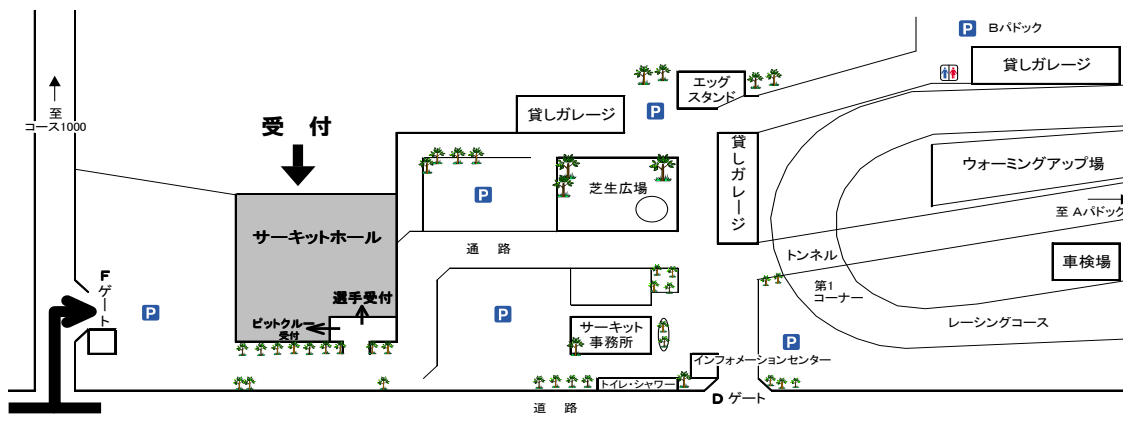 P Bパドック
貸しガレージ
エッグ
スタンド
P
貸しガレージ
至
コース1000
受 付
貸しガレージ
ウォーミングアップ場
芝生広場
P
至 Aパドック
サーキットホール
通 路
トンネル
車検場
Fゲート
P
選手受付
ピットクルー
受付
P
第1
コーナー
サーキット
事務所
レーシングコース
P
インフォメーションセンター
トイレ・シャワー
D ゲート
道 路